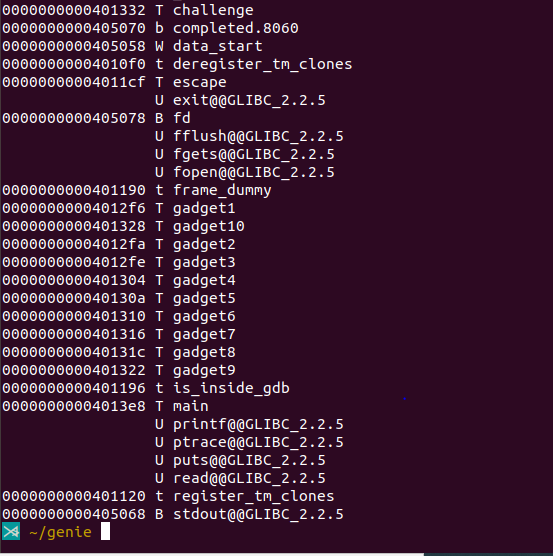 0000000000401332 T challenge
0000000000405070 b completed.8060
0000000000405058 W data_start
00000000004010f0 t deregister_tm_clones
00000000004011cf T escape
                 U exit@@GLIBC_2.2.5
0000000000405078 B fd
                 U fflush@@GLIBC_2.2.5
                 U fgets@@GLIBC_2.2.5
                 U fopen@@GLIBC_2.2.5
0000000000401190 t frame_dummy
00000000004012f6 T gadget1
0000000000401328 T gadget10
00000000004012fa T gadget2
00000000004012fe T gadget3
0000000000401304 T gadget4
000000000040130a T gadget5
0000000000401310 T gadget6
0000000000401316 T gadget7
000000000040131c T gadget8
0000000000401322 T gadget9
0000000000401196 t is_inside_gdb
00000000004013e8 T main
                 U printf@@GLIBC_2.2.5
                 U ptrace@@GLIBC_2.2.5
                 U puts@@GLIBC_2.2.5
                 U read@@GLIBC_2.2.5
0000000000401120 t register_tm_clones
0000000000405068 B stdout@@GLIBC_2.2.5
~/genie